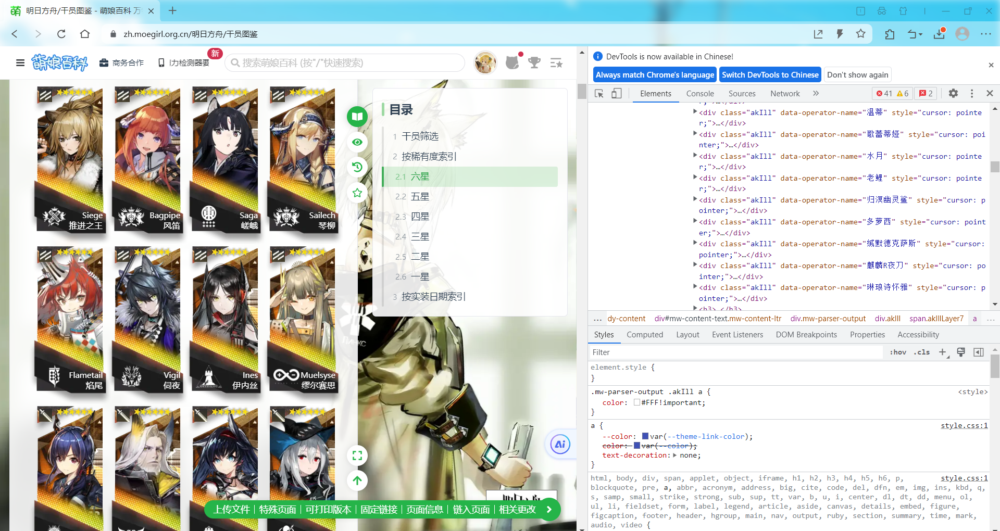 明日方舟/干员图鉴 - 萌娘百科 万
zh.moegirl.org.cn/明日方舟/干员图鉴
萌娘百科
商务合作
i力检测器要
新
搜索萌娘百科 (按"/"快速搜索)
Siege
推进之王
Bagpipe
风笛
Saga
嵯峨
Sailech
琴柳
Flametail
焰尾
Vigil
伺夜
Ines
伊内丝
Muelsyse
缪尔赛思
目录
1 干员筛选
2 按稀有度索引
2.1 六星
2.2 五星
2.3 四星
2.4 三星
2.5 二星
2.6 一星
3 按实装日期索引
Ai
上传文件 | 特殊页面 | 可打印版本 | 固定链接 | 页面信息 | 链入页面 | 相关更改
DevTools is now available in Chinese!
Always match Chrome's language
Switch DevTools to Chinese
Don't show again
Elements
Console
Sources
Network
41
6
2
r;">…</div>
<div class="akIll" data-operator-name="温蒂" style="cursor: pointe
r;">…</div>
<div class="akIll" data-operator-name="歌蕾蒂娅" style="cursor: poi
nter;">…</div>
<div class="akIll" data-operator-name="水月" style="cursor: pointe
r;">…</div>
<div class="akIll" data-operator-name="老鲤" style="cursor: pointe
r;">…</div>
<div class="akIll" data-operator-name="归溟幽灵鲨" style="cursor: p
ointer;">…</div>
<div class="akIll" data-operator-name="多萝西" style="cursor: point
er;">…</div>
<div class="akIll" data-operator-name="缄默德克萨斯" style="cursor:
pointer;">…</div>
<div class="akIll" data-operator-name="麒麟R夜刀" style="cursor: po
inter;">…</div>
<div class="akIll" data-operator-name="琳琅诗怀雅" style="cursor: p
ointer;">…</div>
<h3>…</h3>
… dy-content div#mw-content-text.mw-content-ltr div.mw-parser-output div.akIll span.akIllLayer7 a …
Styles
Computed
Layout
Event Listeners
DOM Breakpoints
Properties
Accessibility
Filter
:hov .cls
element.style {
}
.mw-parser-output .akIll a {
<style>
color: #FFF!important;
}
a {
style.css:1
--color: var(--theme-link-color);
color: var(--color);
text-decoration: none;
}
html, body, div, span, applet, object, iframe, h1, h2, h3, h4, h5, h6, p,
style.css:1
blockquote, pre, a, abbr, acronym, address, big, cite, code, del, dfn, em, img, ins, kbd, q,
s, samp, small, strike, strong, sub, sup, tt, var, b, u, i, center, dl, dt, dd, menu, ol,
ul, li, fieldset, form, label, legend, article, aside, canvas, details, embed, figure,
figcaption, footer, header, hgroup, main, nav, output, ruby, section, summary, time, mark,
audio, video {